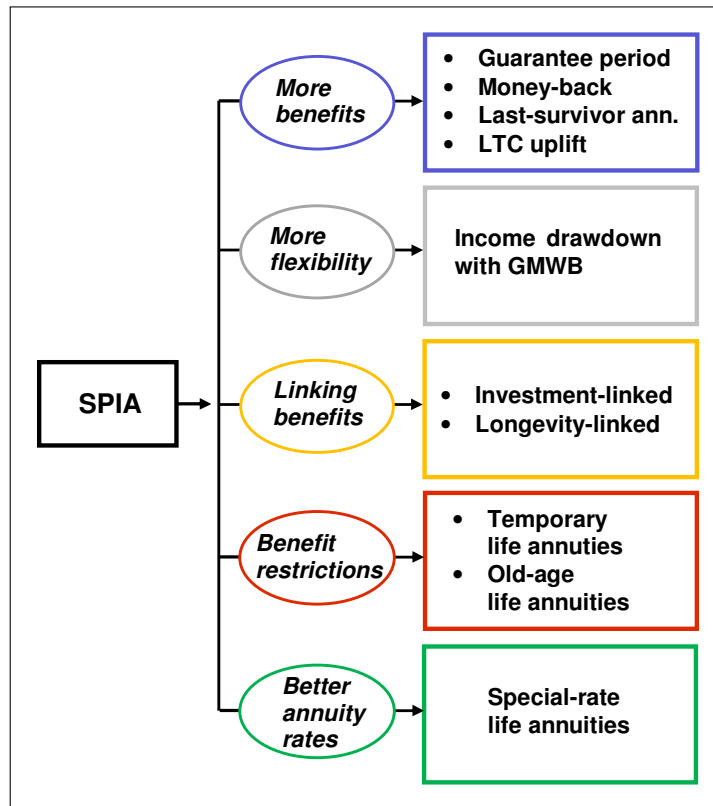 SPIA
More
benefits
• Guarantee period
• Money-back
• Last-survivor ann.
• LTC uplift
More
flexibility
Income drawdown
with GMWB
Linking
benefits
• Investment-linked
• Longevity-linked
Benefit
restrictions
• Temporary
life annuties
• Old-age
life annuities
Better
annuity
rates
Special-rate
life annuities